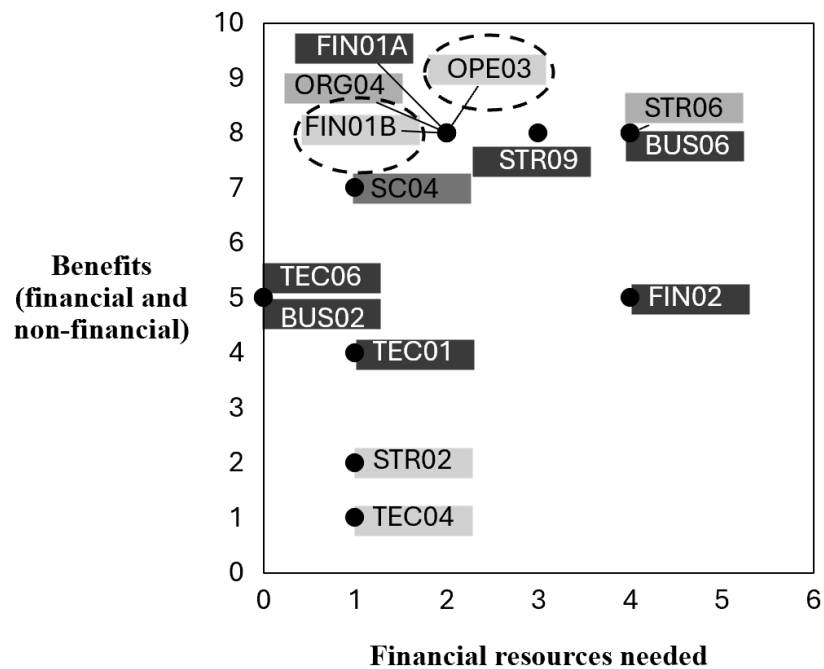 10
FIN01A
9
OPE03
ORG04
STR06
FIN01B
8
BUS06
STR09
7
SC04
6
Benefits
(financial and
non-financial)
TEC06
5
FIN02
BUS02
4
TEC01
3
2
STR02
1
TEC04
0
0 1 2 3 4 5 6
Financial resources needed